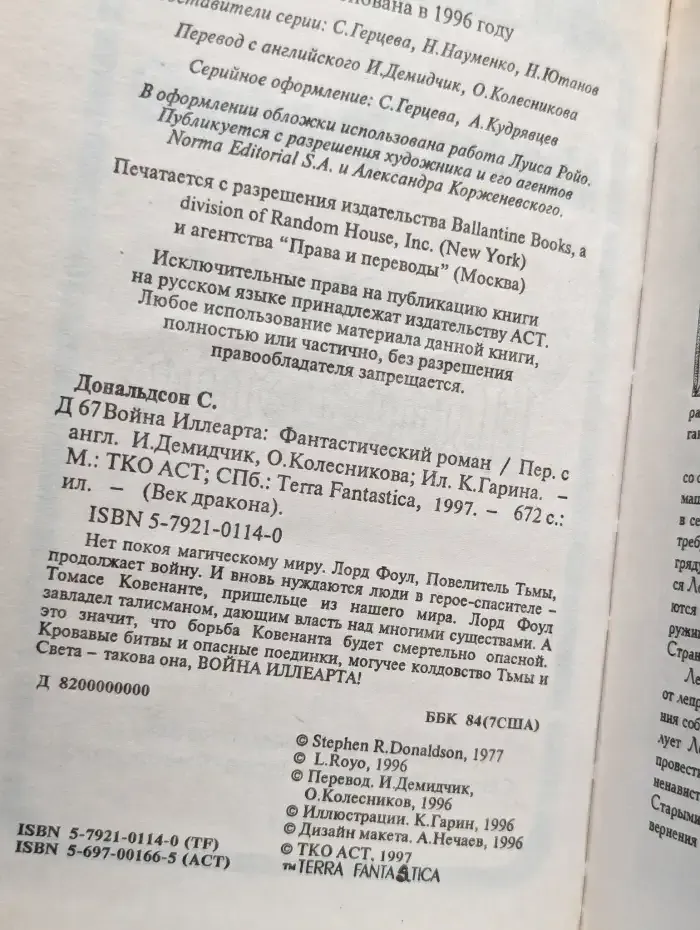 основана в 1996 году
Составители серии: С.Герцева, Н.Науменко, Н.Ютанов
Перевод с английского И.Демидчик, О.Колесникова
Серийное оформление: С.Герцева, А.Кудрявцев
В оформлении обложки использована работа Луиса Ройо.
Публикуется с разрешения художника и его агентов
Norma Editorial S.A. и Александра Корженевского.
Печатается с разрешения издательства Ballantine Books, a
division of Random House, Inc. (New York)
и агентства “Права и переводы” (Москва)
Исключительные права на публикацию книги
на русском языке принадлежат издательству АСТ.
Любое использование материала данной книги,
полностью или частично, без разрешения
правообладателя запрещается.
Дональдсон С.
Д 67 Война Иллеарта: Фантастический роман / Пер. с
англ. И.Демидчик, О.Колесникова; Ил. К.Гарина. –
М.: ТКО АСТ; СПб.: Terra Fantastica, 1997. – 672 с.:
ил. – (Век дракона).
ISBN 5-7921-0114-0
Нет покоя магическому миру. Лорд Фоул, Повелитель Тьмы,
продолжает войну. И вновь нуждаются люди в герое-спасителе –
Томасе Ковенанте, пришельце из нашего мира. Лорд Фоул
завладел талисманом, дающим власть над многими существами. А
это значит, что борьба Ковенанта будет смертельно опасной.
Кровавые битвы и опасные поединки, могучее колдовство Тьмы и
Света – такова она, ВОЙНА ИЛЛЕАРТА!
Д 8200000000
ББК 84(7США)
© Stephen R.Donaldson, 1977
© L.Royo, 1996
© Перевод. И.Демидчик,
О.Колесников, 1996
© Иллюстрации. К.Гарин, 1996
© Дизайн макета. А.Нечаев, 1996
ISBN 5-7921-0114-0 (TF)
ISBN 5-697-00166-5 (ACT)
© ТКО АСТ, 1997
™ TERRA FANTASTICA